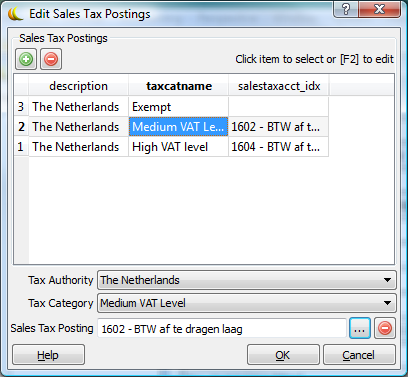 Edit Sales Tax Postings
Sales Tax Postings
Click item to select or [F2] to edit
description taxcatname salestaxacct_idx
3 The Netherlands Exempt
2 The Netherlands Medium VAT Le... 1602 - BTW af t...
1 The Netherlands High VAT level 1604 - BTW af t...
Tax Authority The Netherlands
Tax Category Medium VAT Level
Sales Tax Posting 1602 - BTW af te dragen laag ...
Help OK Cancel